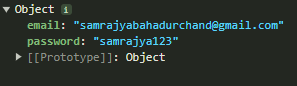 ▼ Object i
email: "samrajyabahadurchand@gmail.com"
password: "samrajya123"
▶ [[Prototype]]: Object